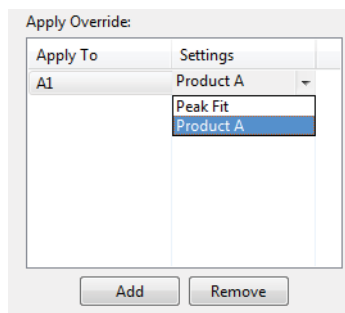 Apply Override:
Apply To Settings
A1 Product A
Peak Fit
Product A
Add Remove